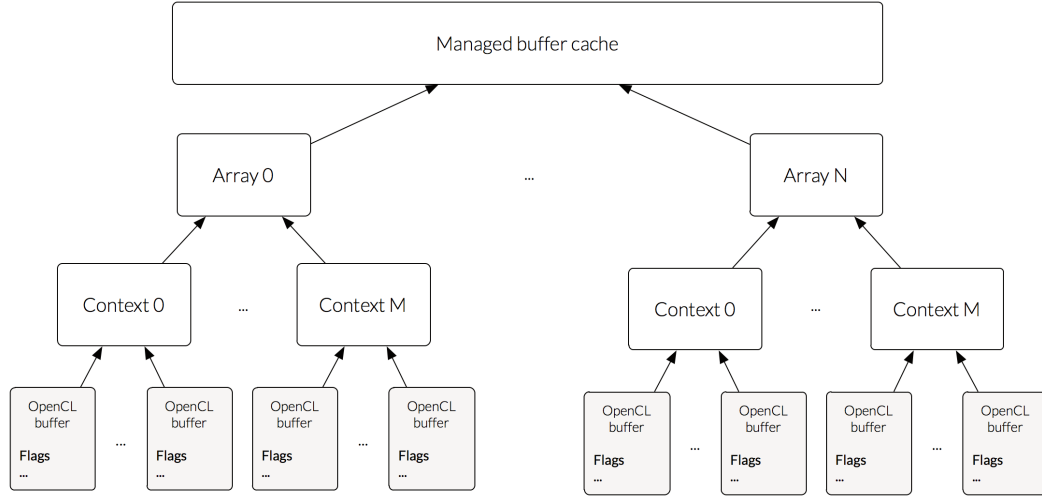 Managed buffer cache
Array 0
...
Array N
Context 0
...
Context M
Context 0
...
Context M
OpenCL
buffer
Flags
...
...
OpenCL
buffer
Flags
...
OpenCL
buffer
Flags
...
...
OpenCL
buffer
Flags
...
OpenCL
buffer
Flags
...
...
OpenCL
buffer
Flags
...
OpenCL
buffer
Flags
...
...
OpenCL
buffer
Flags
...